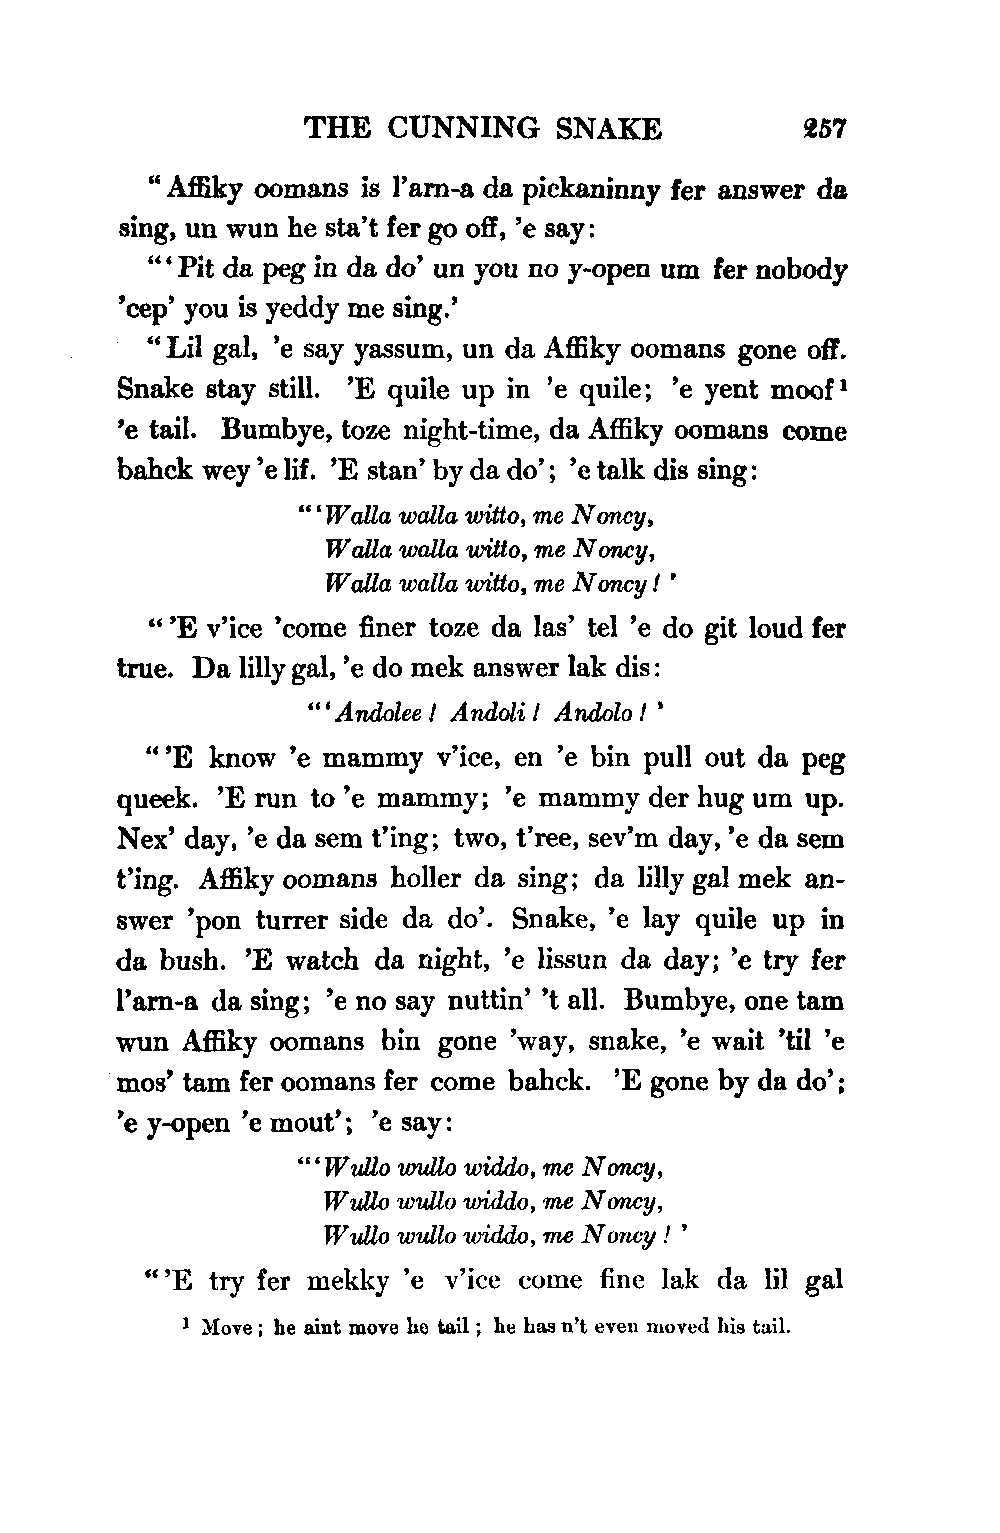 THE CUNNING SNAKE 257
“Affiky oomans is l’arn-a da pickaninny fer answer da
sing, un wun he sta’t fer go off, ’e say:
“‘Pit da peg in da do’ un you no y-open um fer nobody
’cep’ you is yeddy me sing.’
“Lil gal, ’e say yassum, un da Affiky oomans gone off.
Snake stay still. ’E quile up in ’e quile; ’e yent moof¹
’e tail. Bumbye, toze night-time, da Affiky oomans come
bahck wey ’e lif. ’E stan’ by da do’; ’e talk dis sing:
“‘Walla walla witto, me Noncy,
Walla walla witto, me Noncy,
Walla walla witto, me Noncy!’
“’E v’ice ’come finer toze da las’ tel ’e do git loud fer
true. Da lilly gal, ’e do mek answer lak dis:
“‘Andolee! Andoli! Andolo!’
“’E know ’e mammy v’ice, en ’e bin pull out da peg
queek. ’E run to ’e mammy; ’e mammy der hug um up.
Nex’ day, ’e da sem t’ing; two, t’ree, sev’m day, ’e da sem
t’ing. Affiky oomans holler da sing; da lilly gal mek an-
swer ’pon turrer side da do’. Snake, ’e lay quile up in
da bush. ’E watch da night, ’e lissun da day; ’e try fer
l’arn-a da sing; ’e no say nuttin’ ’t all. Bumbye, one tam
wun Affiky oomans bin gone ’way, snake, ’e wait ’til ’e
mos’ tam fer oomans fer come bahck. ’E gone by da do’;
’e y-open ’e mout’; ’e say:
“‘Wullo wullo widdo, me Noncy,
Wullo wullo widdo, me Noncy,
Wullo wullo widdo, me Noncy!’
“’E try fer mekky ’e v’ice come fine lak da lil gal
¹ Move; he aint move he tail; he has n’t even moved his tail.